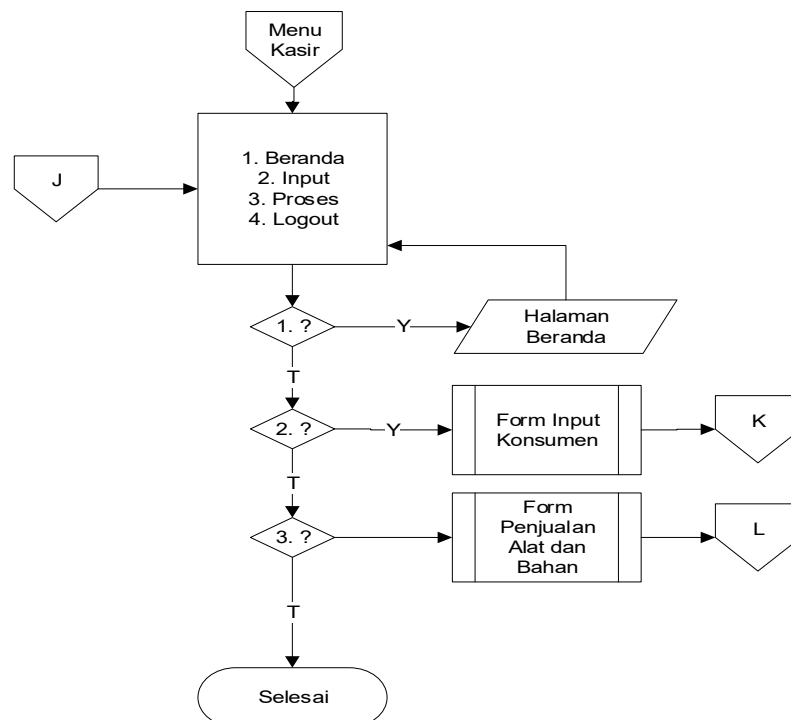 Menu
Kasir
J
1. Beranda
2. Input
3. Proses
4. Logout
1. ?
Y
Halaman
Beranda
T
2. ?
Y
Form Input
Konsumen
K
T
3. ?
Form
Penjualan
Alat dan
Bahan
L
T
Selesai